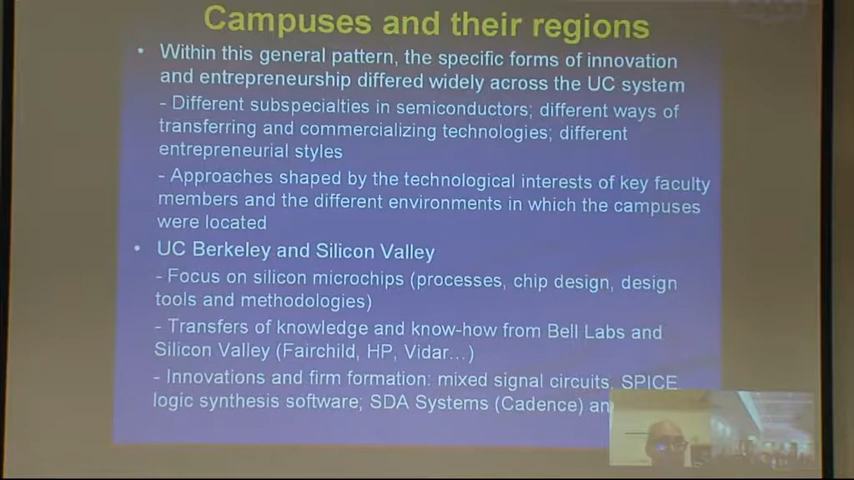 Campuses and their regions
• Within this general pattern, the specific forms of innovation
and entrepreneurship differed widely across the UC system
- Different subspecialties in semiconductors; different ways of
transferring and commercializing technologies; different
entrepreneurial styles
- Approaches shaped by the technological interests of key faculty
members and the different environments in which the campuses
were located
• UC Berkeley and Silicon Valley
- Focus on silicon microchips (processes, chip design, design
tools and methodologies)
- Transfers of knowledge and know-how from Bell Labs and
Silicon Valley (Fairchild, HP, Vidar...)
- Innovations and firm formation: mixed signal circuits, SPICE
logic synthesis software; SDA Systems (Cadence)